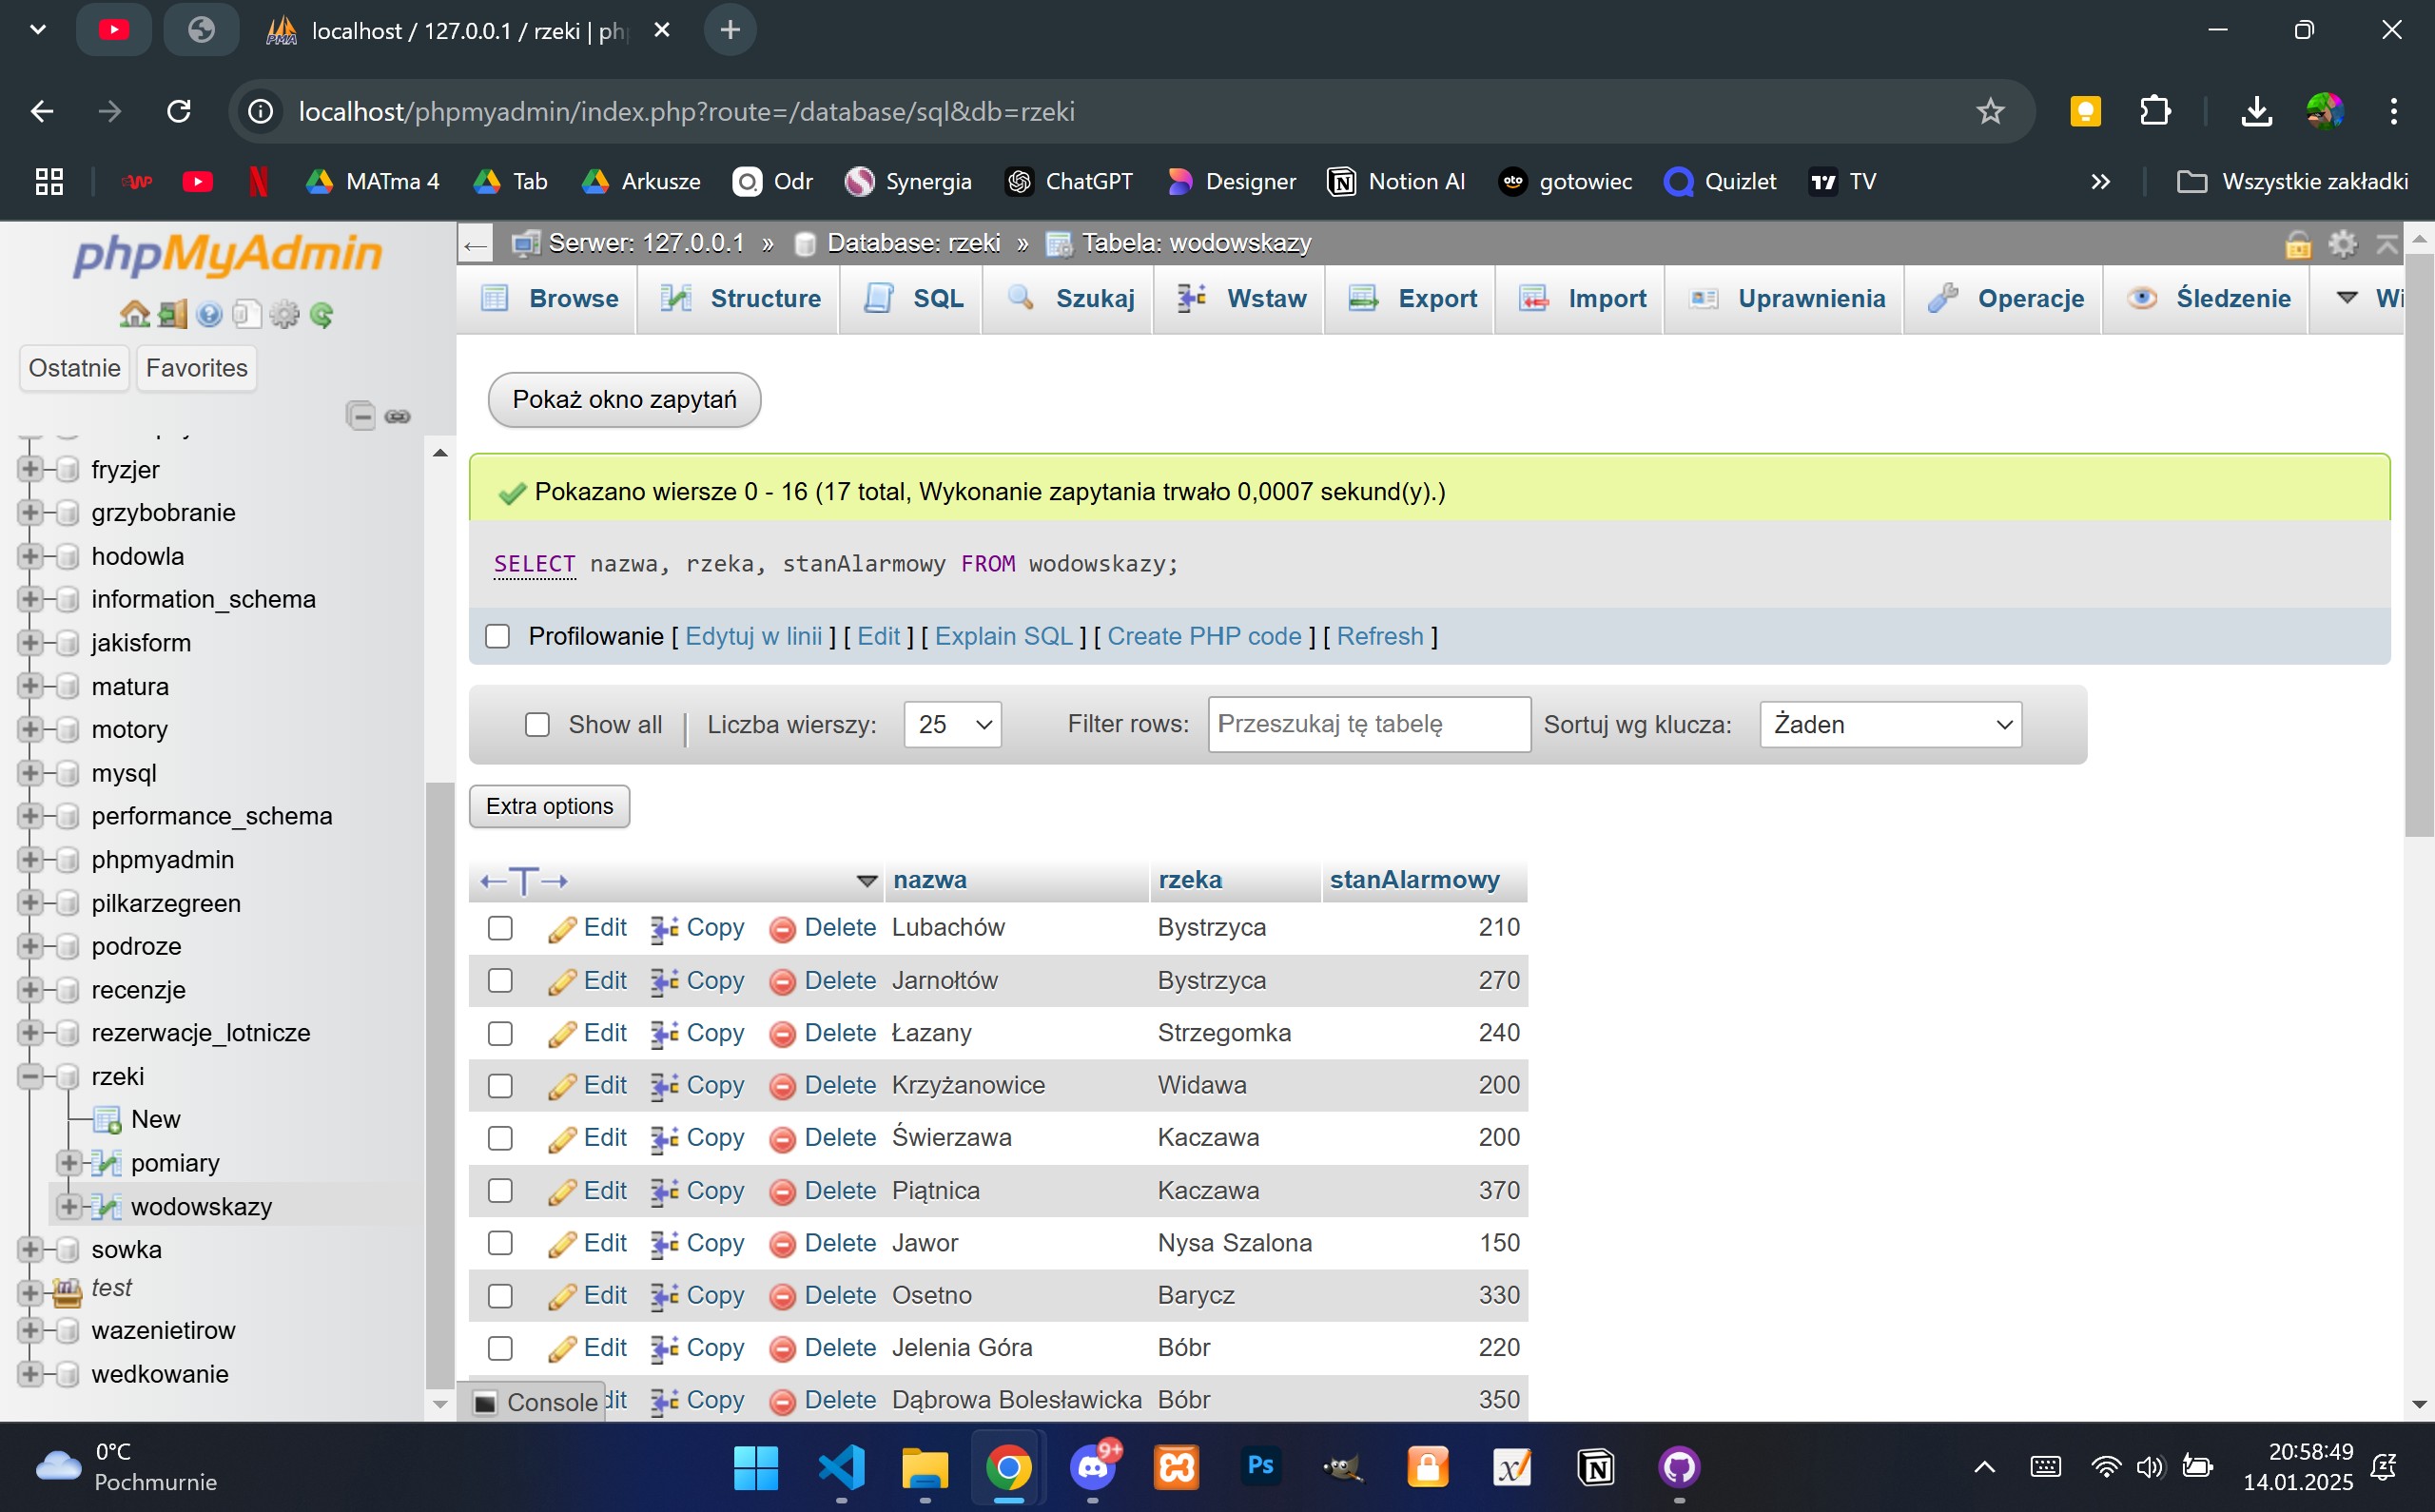 localhost / 127.0.0.1 / rzeki | ph
localhost/phpmyadmin/index.php?route=/database/sql&db=rzeki
WP
MATma 4
Tab
Arkusze
Odr
Synergia
ChatGPT
Designer
Notion AI
oto
gotowiec
Quizlet
TV
Wszystkie zakładki
phpMyAdmin
Ostatnie
Favorites
fryzjer
grzybobranie
hodowla
information_schema
jakisform
matura
motory
mysql
performance_schema
phpmyadmin
pilkarzegreen
podroze
recenzje
rezerwacje_lotnicze
rzeki
New
pomiary
wodowskazy
sowka
test
wazenietirow
wedkowanie
Serwer: 127.0.0.1 » Database: rzeki » Tabela: wodowskazy
Browse Structure SQL Szukaj Wstaw Export Import Uprawnienia Operacje Śledzenie Wi
Pokaż okno zapytań
Pokazano wiersze 0 - 16 (17 total, Wykonanie zapytania trwało 0,0007 sekund(y).)
SELECT nazwa, rzeka, stanAlarmowy FROM wodowskazy;
Profilowanie [ Edytuj w linii ] [ Edit ] [ Explain SQL ] [ Create PHP code ] [ Refresh ]
Show all | Liczba wierszy: 25 Filter rows: Przeszukaj tę tabelę Sortuj wg klucza: Żaden
Extra options
←T→ nazwa rzeka stanAlarmowy
Edit Copy Delete Lubachów Bystrzyca 210
Edit Copy Delete Jarnołtów Bystrzyca 270
Edit Copy Delete Łazany Strzegomka 240
Edit Copy Delete Krzyżanowice Widawa 200
Edit Copy Delete Świerzawa Kaczawa 200
Edit Copy Delete Piątnica Kaczawa 370
Edit Copy Delete Jawor Nysa Szalona 150
Edit Copy Delete Osetno Barycz 330
Edit Copy Delete Jelenia Góra Bóbr 220
Console dit Copy Delete Dąbrowa Bolesławicka Bóbr 350
0°C
Pochmurnie
9+
Ps
20:58:49
14.01.2025